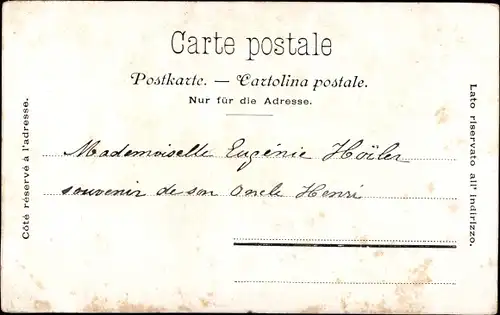 Carte postale
Postkarte. — Cartolina postale.
Nur für die Adresse.
Côté réservé à l'adresse.
Mademoiselle Eugénie Höiler
souvenir de son Oncle Henri
Lato riservato all' indirizzo.